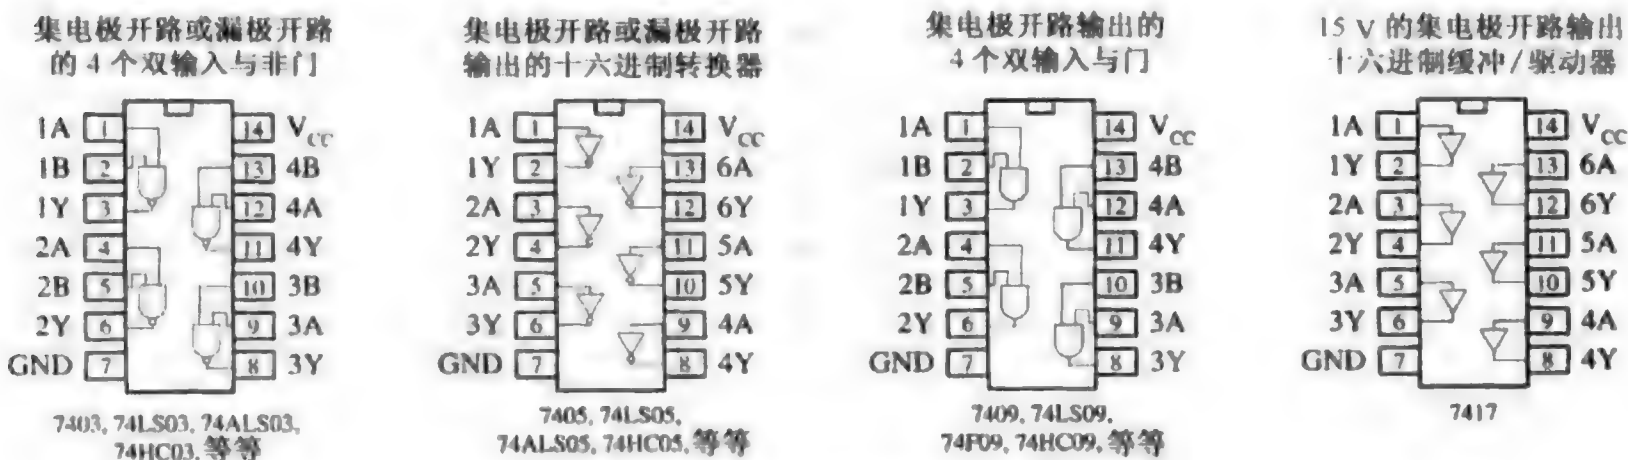 集电极开路或漏极开路
的 4 个双输入与非门
1A 1 14 VCC
1B 2 13 4B
1Y 3 12 4A
2A 4 11 4Y
2B 5 10 3B
2Y 6 9 3A
GND 7 8 3Y
7403, 74LS03, 74ALS03,
74HC03, 等等
集电极开路或漏极开路
输出的十六进制转换器
1A 1 14 VCC
1Y 2 13 6A
2A 3 12 6Y
2Y 4 11 5A
3A 5 10 5Y
3Y 6 9 4A
GND 7 8 4Y
7405, 74LS05,
74ALS05, 74HC05, 等等
集电极开路输出的
4 个双输入与门
1A 1 14 VCC
1B 2 13 4B
1Y 3 12 4A
2A 4 11 4Y
2B 5 10 3B
2Y 6 9 3A
GND 7 8 3Y
7409, 74LS09,
74F09, 74HC09, 等等
15 V 的集电极开路输出
十六进制缓冲/驱动器
1A 1 14 VCC
1Y 2 13 6A
2A 3 12 6Y
2Y 4 11 5A
3A 5 10 5Y
3Y 6 9 4A
GND 7 8 4Y
7417